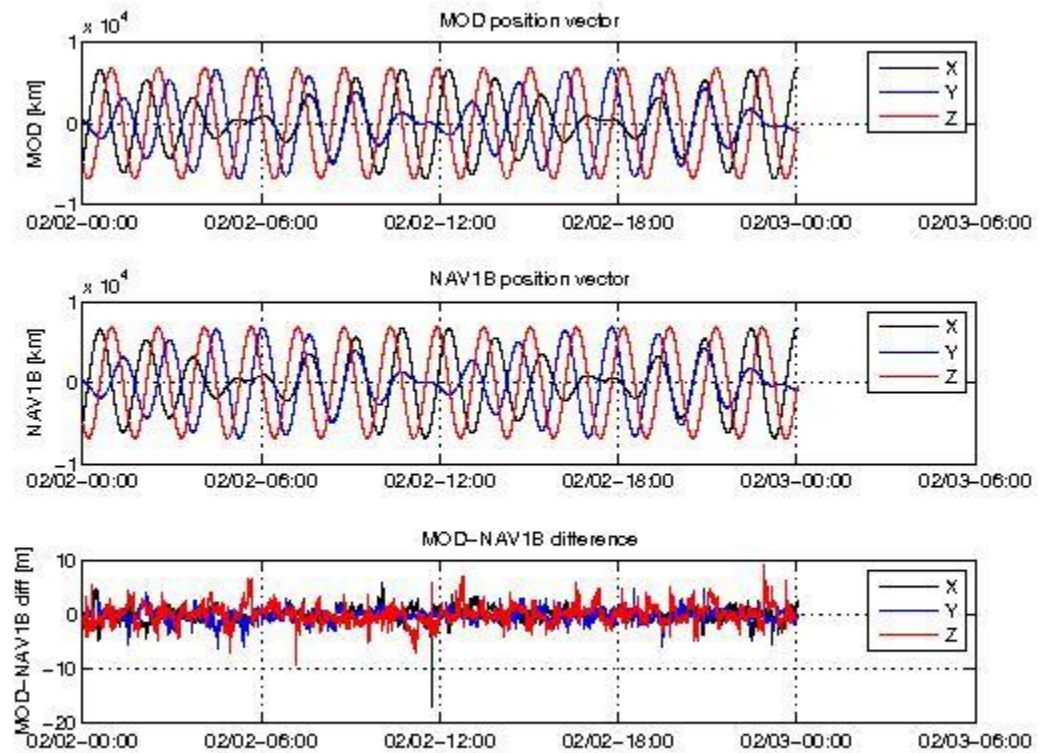 x 10^4
MOD position vector
1
0
−1
MOD [km]
X
Y
Z
02/02−00:00 02/02−06:00 02/02−12:00 02/02−18:00 02/03−00:00 02/03−06:00
x 10^4
NAV1B position vector
1
0
−1
NAV1B [km]
X
Y
Z
02/02−00:00 02/02−06:00 02/02−12:00 02/02−18:00 02/03−00:00 02/03−06:00
MOD−NAV1B difference
10
0
−10
−20
MOD−NAV1B diff [m]
X
Y
Z
02/02−00:00 02/02−06:00 02/02−12:00 02/02−18:00 02/03−00:00 02/03−06:00